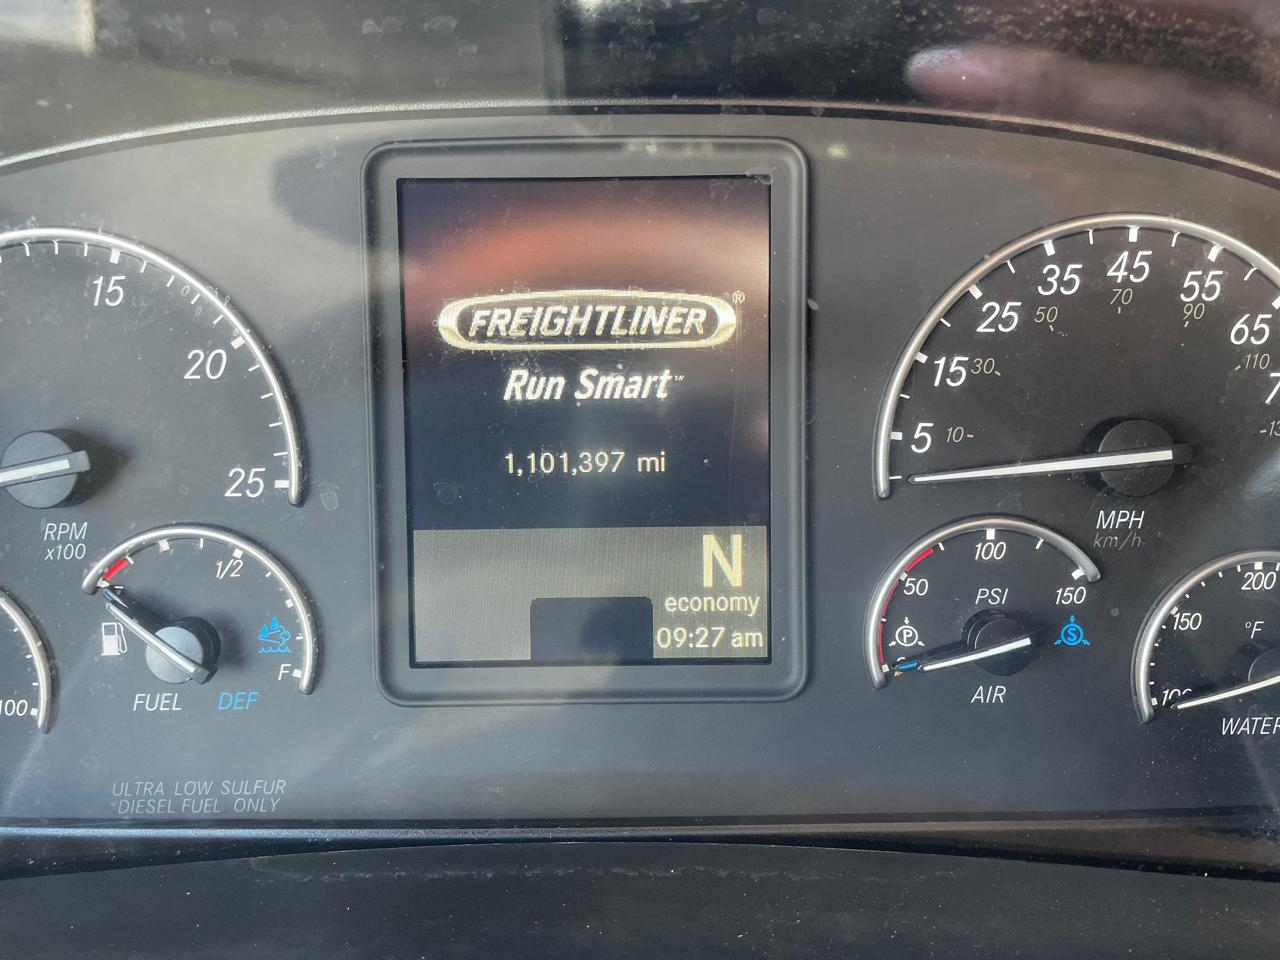 15
20
25
RPM
x100
FREIGHTLINER®
Run Smart
1,101,397 mi
N
economy
09:27 am
5
15
25
35
45
55
65
10
30
50
70
90
110
MPH
km/h
1/2
F
FUEL
DEF
100
ULTRA LOW SULFUR
DIESEL FUEL ONLY
50
100
150
PSI
P
S
AIR
150
200
°F
WATER